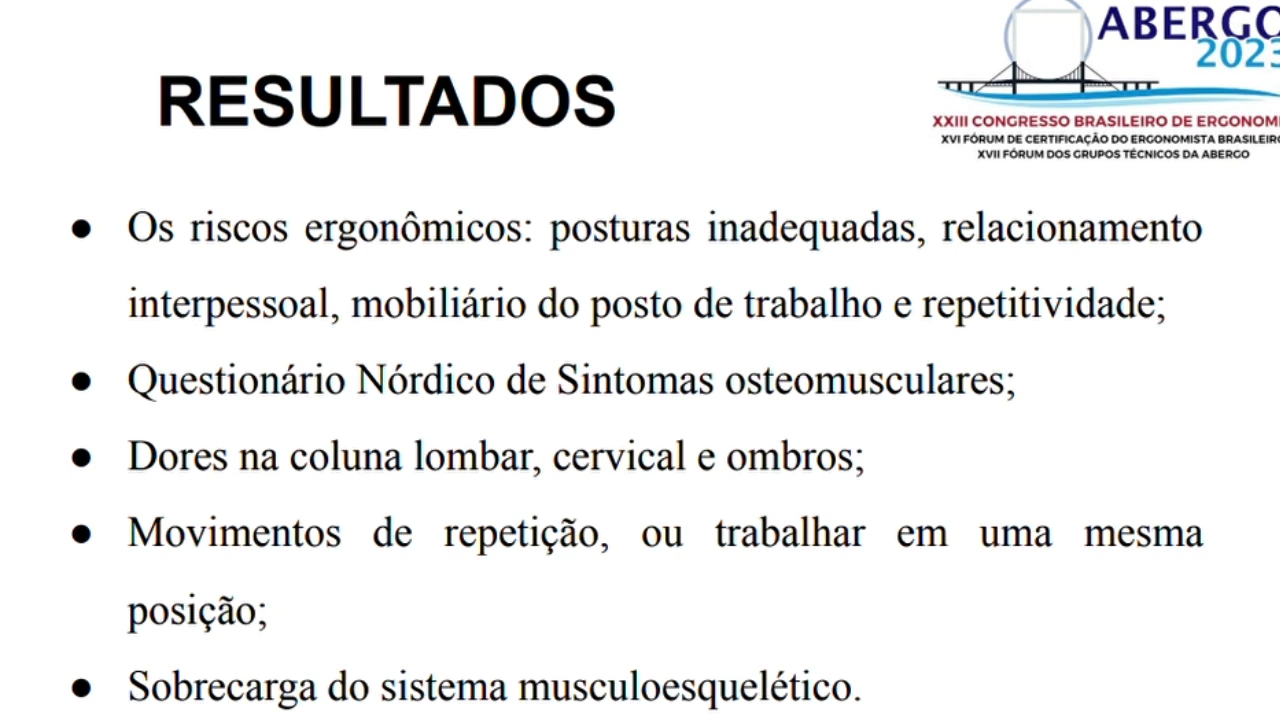 ABERGO
2023
XXIII CONGRESSO BRASILEIRO DE ERGONOMI
XVI FÓRUM DE CERTIFICAÇÃO DO ERGONOMISTA BRASILEIRO
XVII FÓRUM DOS GRUPOS TÉCNICOS DA ABERGO
RESULTADOS
● Os riscos ergonômicos: posturas inadequadas, relacionamento
interpessoal, mobiliário do posto de trabalho e repetitividade;
● Questionário Nórdico de Sintomas osteomusculares;
● Dores na coluna lombar, cervical e ombros;
● Movimentos de repetição, ou trabalhar em uma mesma
posição;
● Sobrecarga do sistema musculoesquelético.